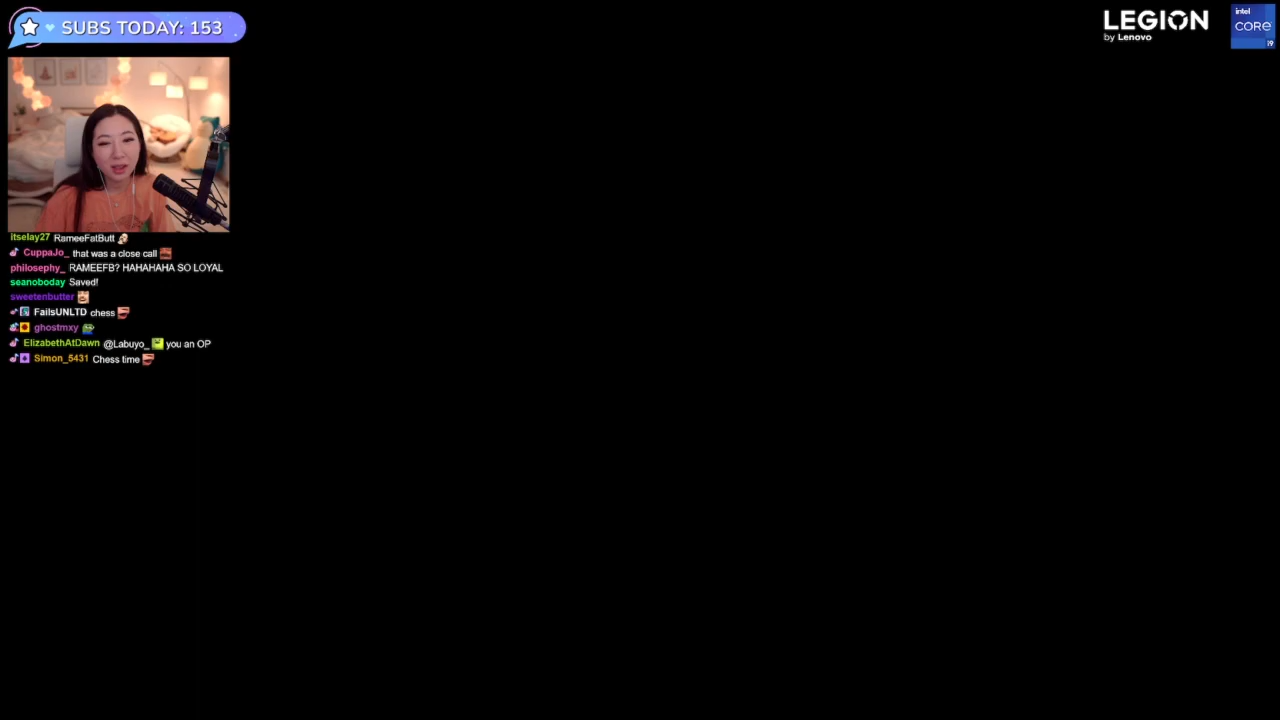 SUBS TODAY: 153
LEGION
by Lenovo
intel
CORE
i9
itselay27 RameeFatButt
CuppaJo_ that was a close call
philosephy_ RAMEEFB? HAHAHAHA SO LOYAL
seanoboday Saved!
sweetenbutter
FailsUNLTD chess
ghostmxy
ElizabethAtDawn @Labuyo_ you an OP
Simon_5431 Chess time